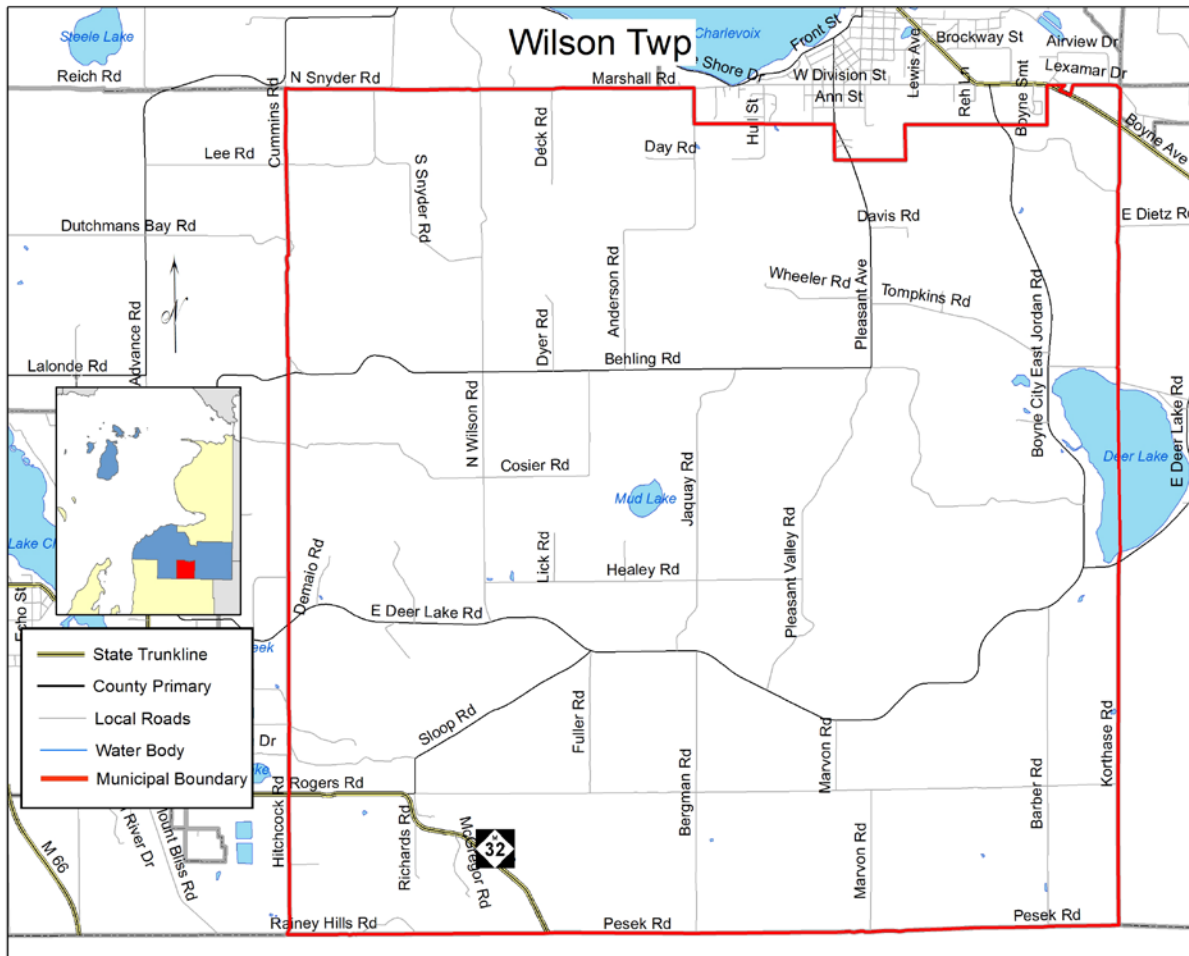 Wilson Twp
Steele Lake
Charlevoix
Front St
Lewis Ave
Brockway St
Airview Dr
Reich Rd
N Snyder Rd
Marshall Rd
e Shore Dr
W Division St
Lexamar Dr
Cummins Rd
Ann St
Reh Ln
Boyne Smt
Hull St
Boyne Ave
Lee Rd
Deck Rd
Day Rd
S Snyder Rd
Dutchmans Bay Rd
Davis Rd
E Dietz Rd
N
Advance Rd
Anderson Rd
Wheeler Rd
Pleasant Ave
Tompkins Rd
Boyne City East Jordan Rd
Dyer Rd
Lalonde Rd
Behling Rd
N Wilson Rd
Cosier Rd
Mud Lake
Jaquay Rd
Deer Lake
E Deer Lake Rd
Lake C
Echo St
Demaio Rd
Lick Rd
Healey Rd
Pleasant Valley Rd
E Deer Lake Rd
eek
State Trunkline
County Primary
Local Roads
Water Body
Municipal Boundary
Sloop Rd
Fuller Rd
Dr
ake
Rogers Rd
Hitchcock Rd
Bergman Rd
Marvon Rd
Barber Rd
Korthase Rd
M 66
River Dr
Mount Bliss Rd
Richards Rd
McGregor Rd
M
32
Marvon Rd
Rainey Hills Rd
Pesek Rd
Pesek Rd